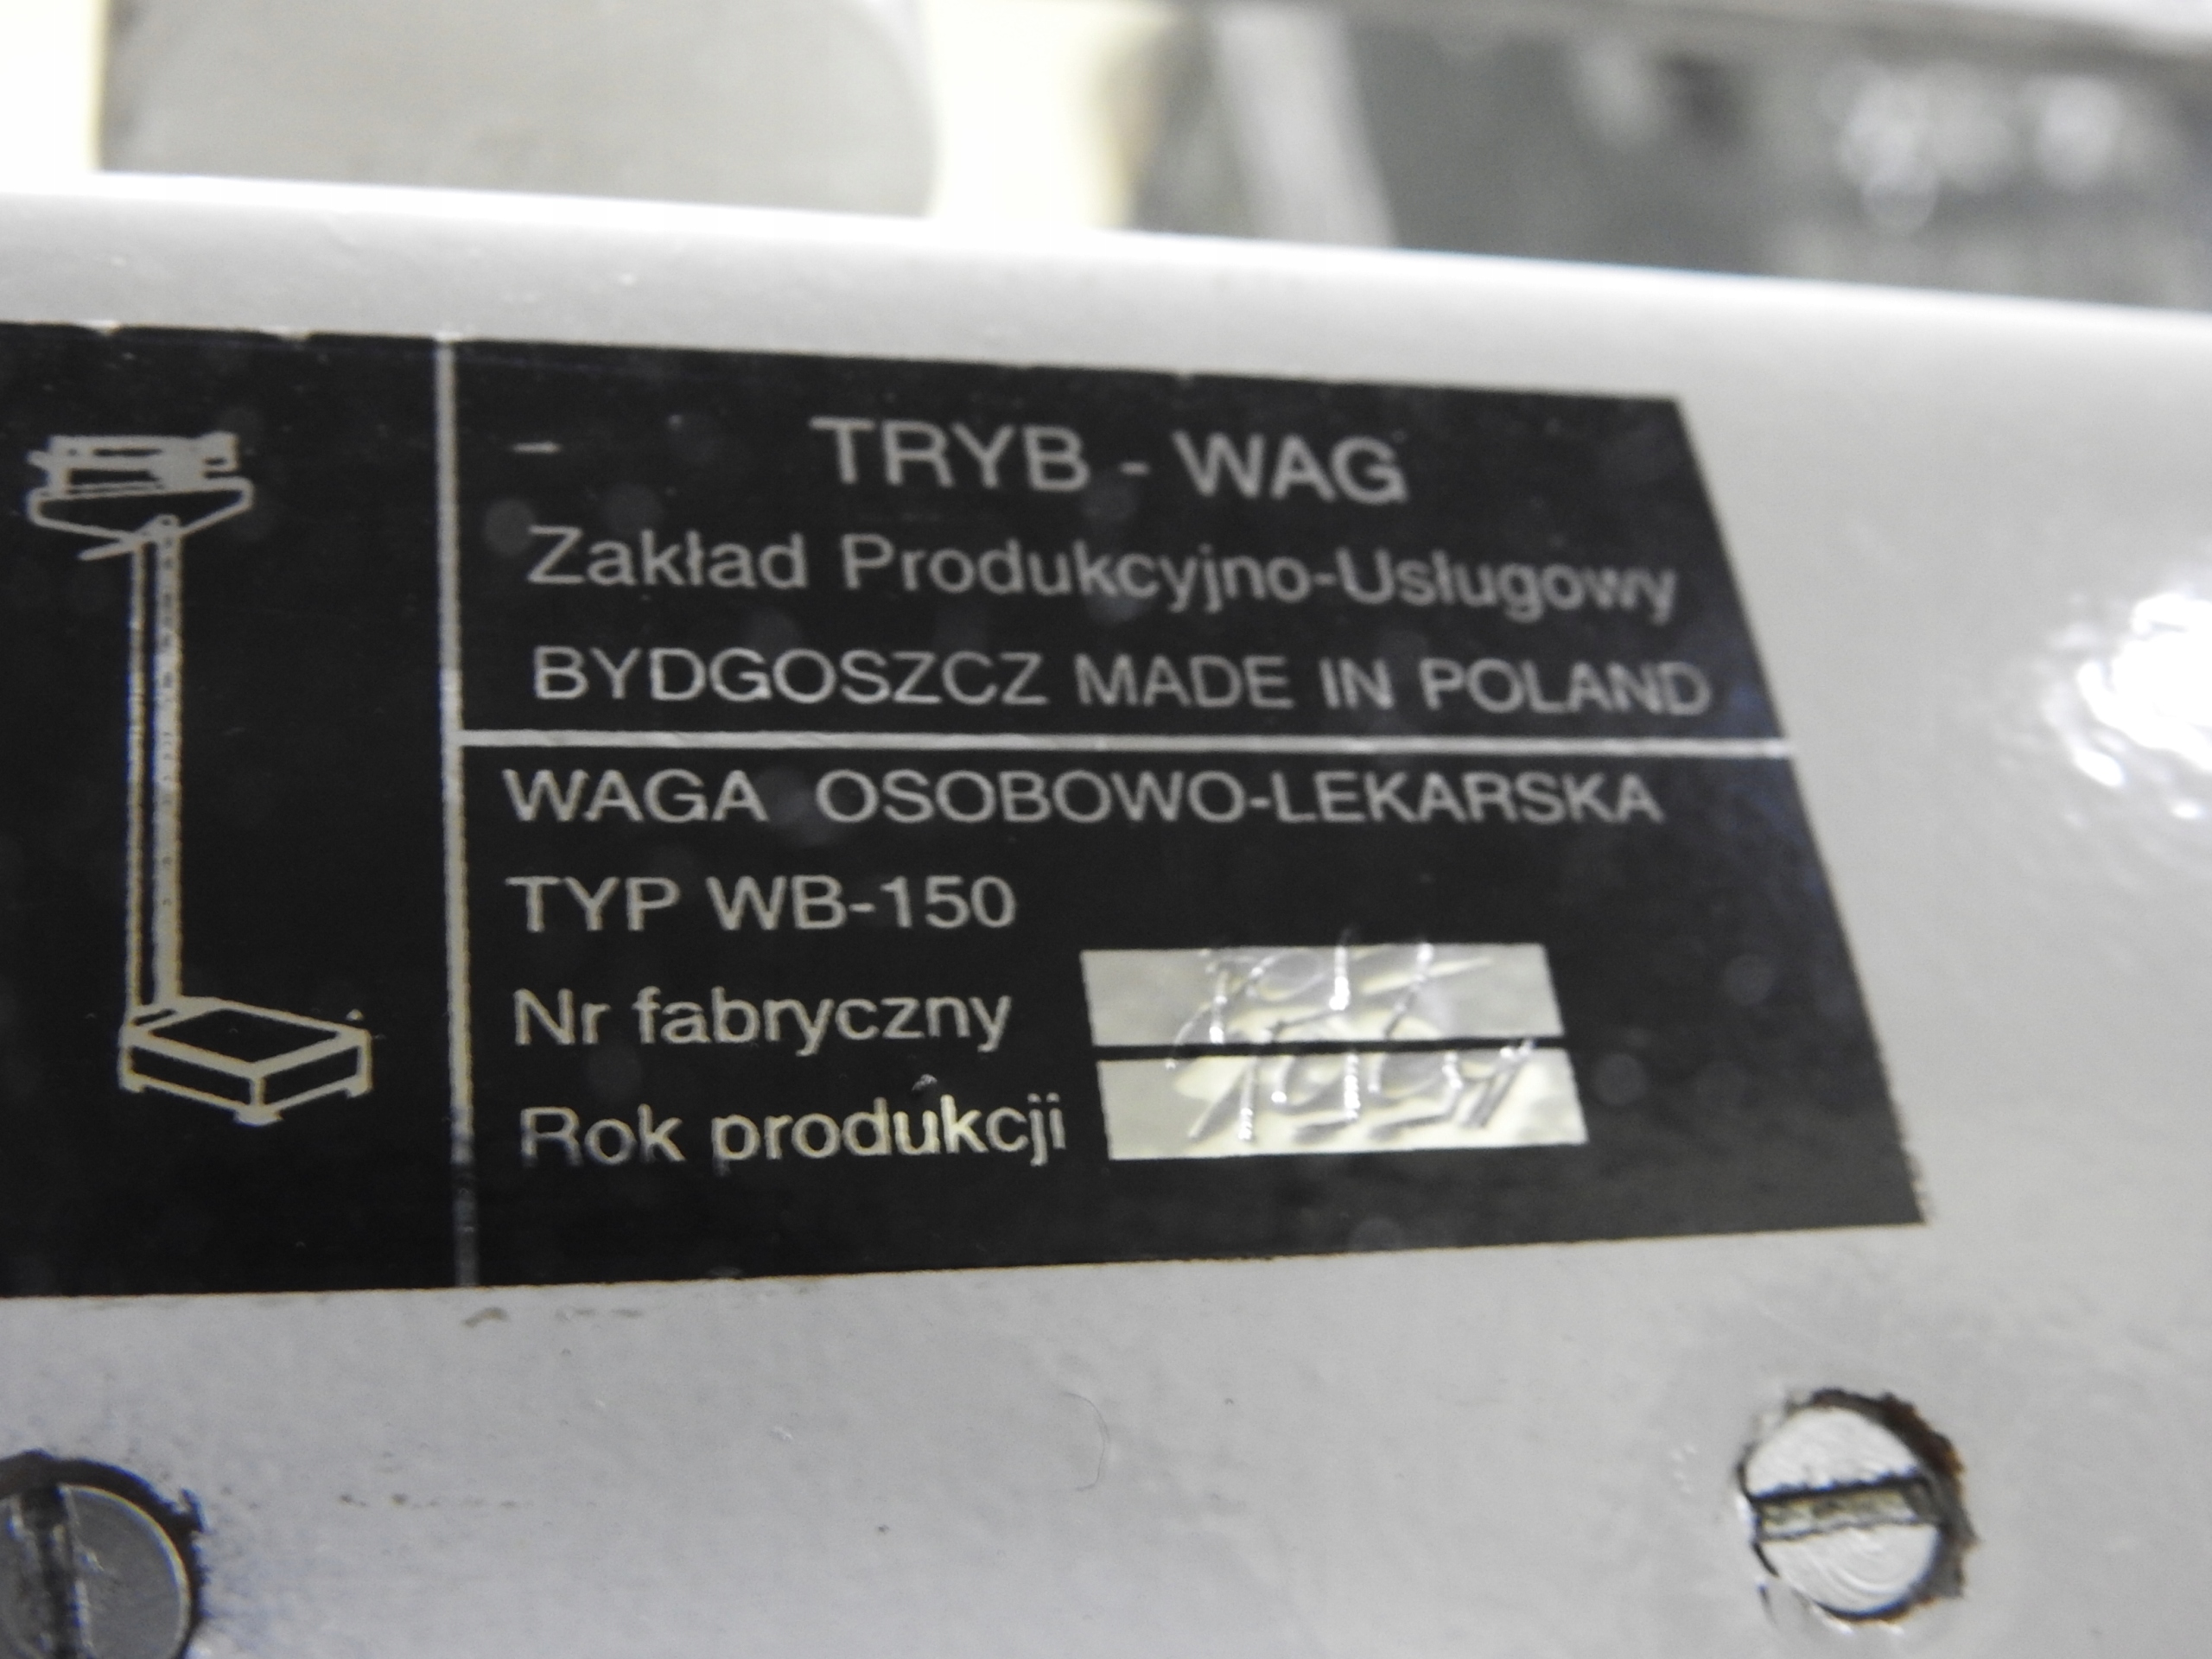 TRYB - WAG
Zakład Produkcyjno-Usługowy
BYDGOSZCZ MADE IN POLAND
WAGA OSOBOWO-LEKARSKA
TYP WB-150
Nr fabryczny
Rok produkcji